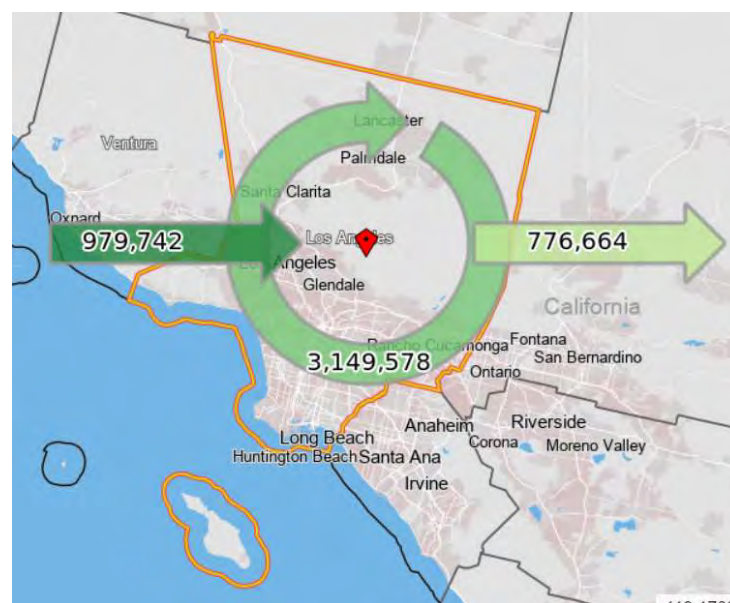 Lancaster
Palmdale
Ventura
Santa Clarita
Oxnard
979,742
Los Angeles
776,664
Los Angeles
Glendale
California
3,149,578
Rancho Cucamonga
Fontana
San Bernardino
Ontario
Anaheim
Riverside
Long Beach
Corona
Moreno Valley
Huntington Beach
Santa Ana
Irvine